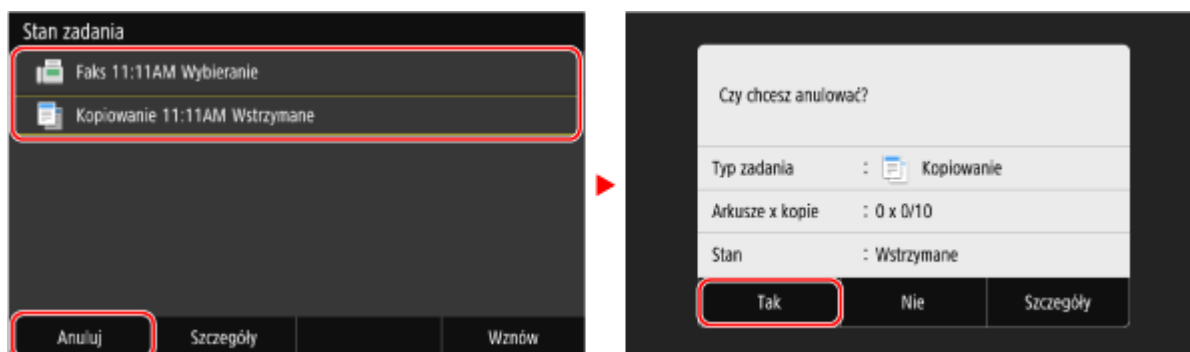 Stan zadania
Faks 11:11AM Wybieranie
Kopiowanie 11:11AM Wstrzymane
Anuluj Szczegóły Wznów
Czy chcesz anulować?
Typ zadania : Kopiowanie
Arkusze x kopie : 0 x 0/10
Stan : Wstrzymane
Tak Nie Szczegóły